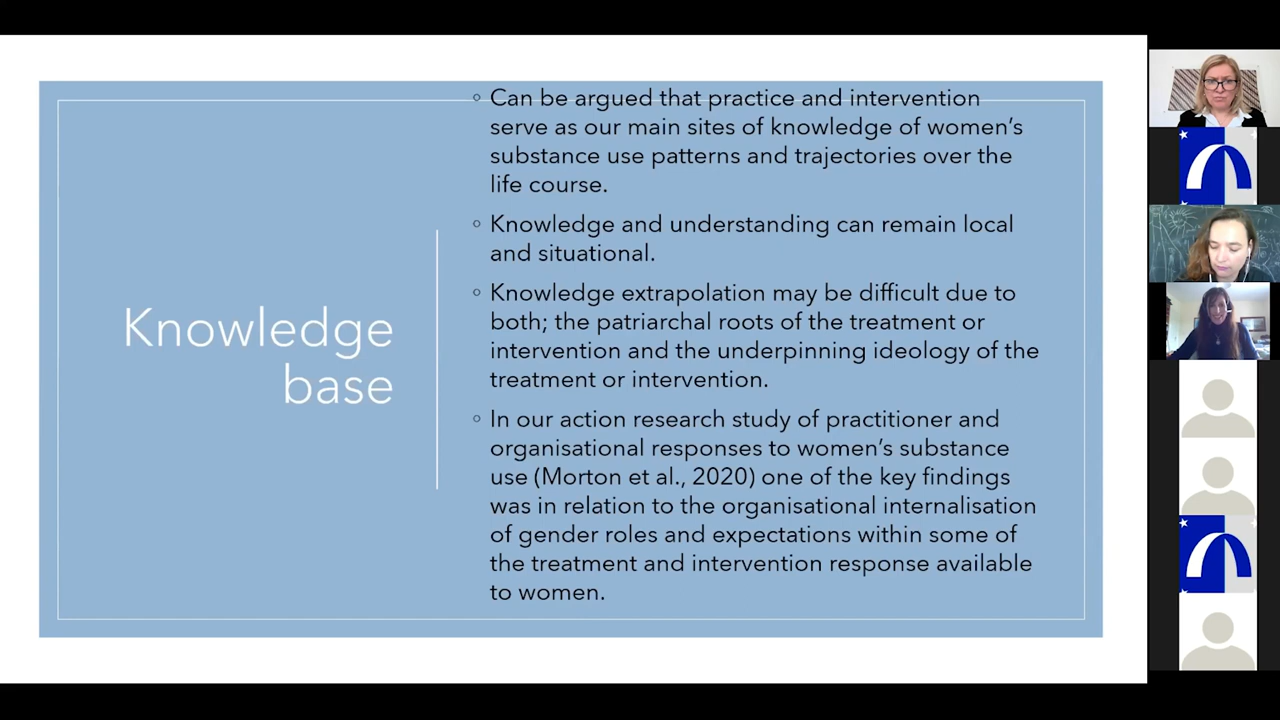 Knowledge
base
Can be argued that practice and intervention
serve as our main sites of knowledge of women's
substance use patterns and trajectories over the
life course.
Knowledge and understanding can remain local
and situational.
Knowledge extrapolation may be difficult due to
both; the patriarchal roots of the treatment or
intervention and the underpinning ideology of the
treatment or intervention.
In our action research study of practitioner and
organisational responses to women's substance
use (Morton et al., 2020) one of the key findings
was in relation to the organisational internalisation
of gender roles and expectations within some of
the treatment and intervention response available
to women.